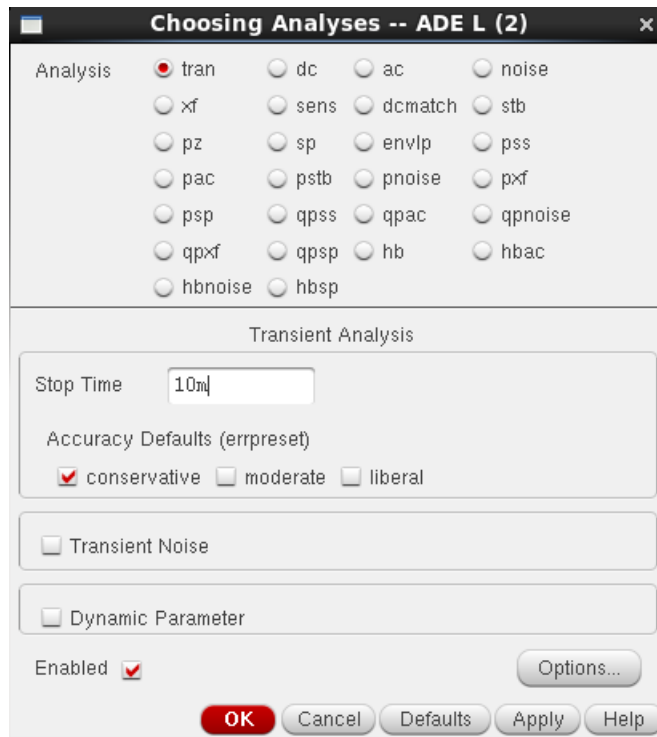 Choosing Analyses -- ADE L (2)
Analysis tran dc ac noise
xf sens dcmatch stb
pz sp envlp pss
pac pstb pnoise pxf
psp qpss qpac qpnoise
qpxf qpsp hb hbac
hbnoise hbsp
Transient Analysis
Stop Time 10m
Accuracy Defaults (errpreset)
conservative moderate liberal
Transient Noise
Dynamic Parameter
Enabled Options...
OK Cancel Defaults Apply Help